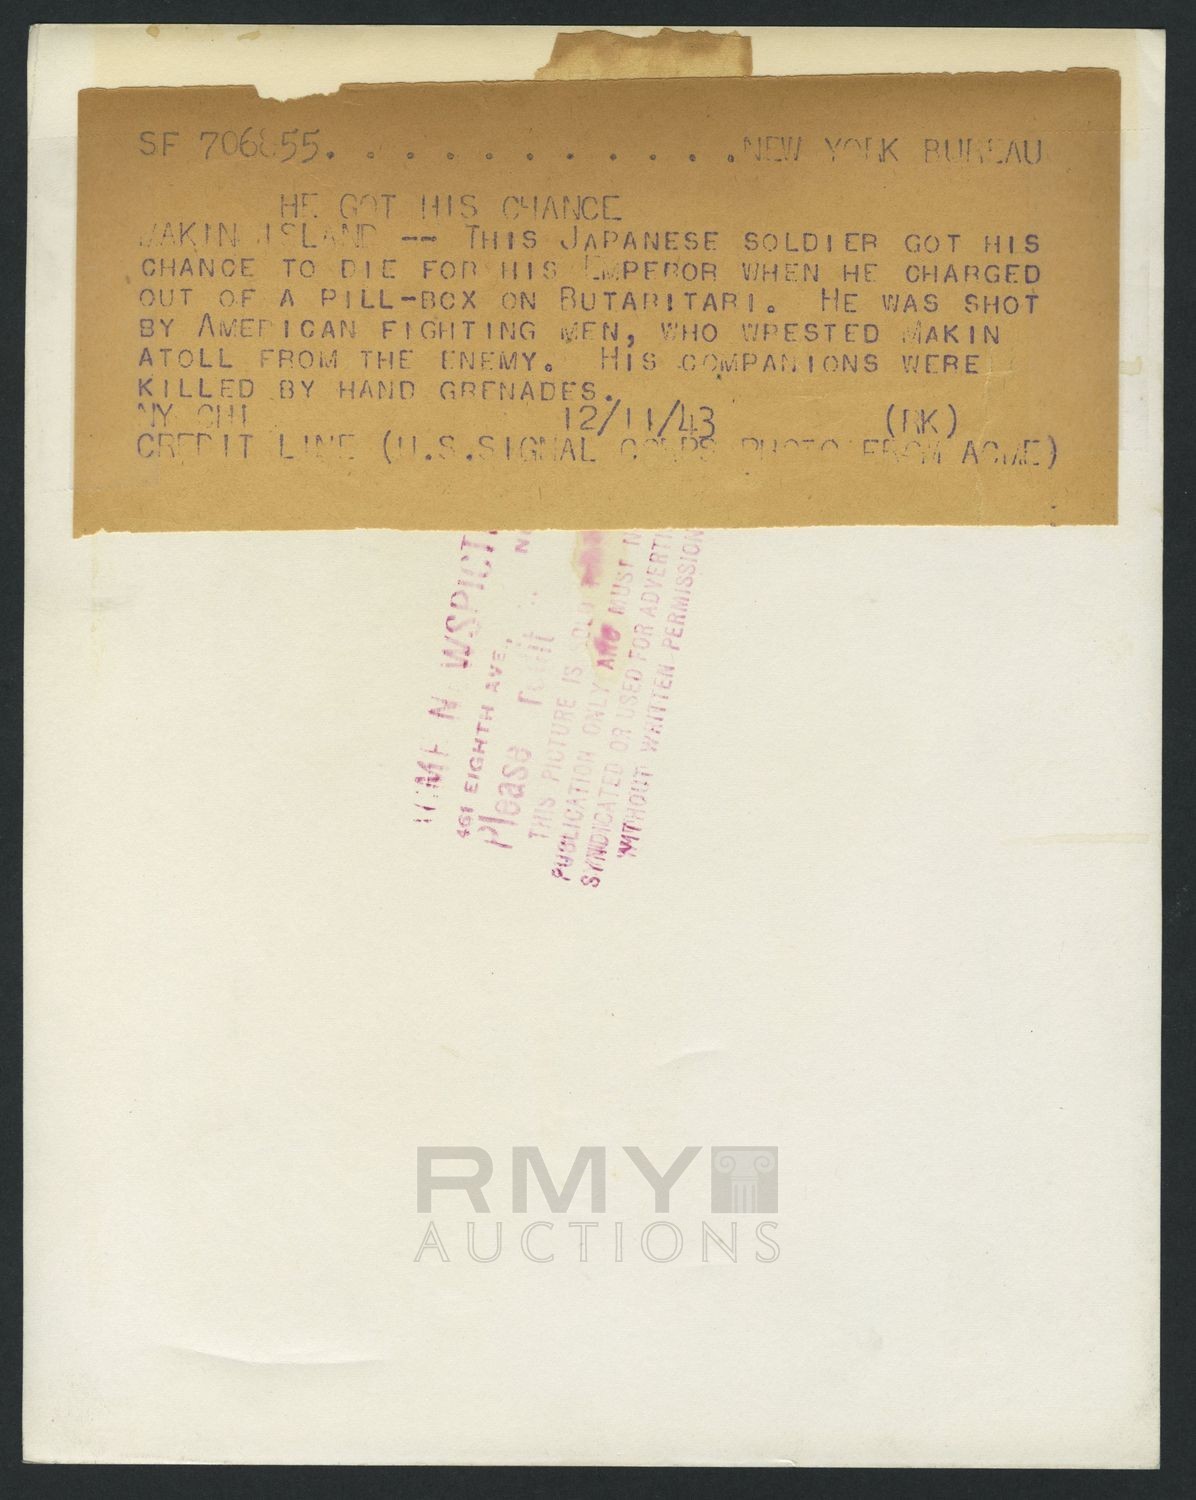 SF 706855. . . . . . . . . . .NEW YORK BUREAU
HE GOT HIS CHANCE
MAKIN ISLAND -- THIS JAPANESE SOLDIER GOT HIS
CHANCE TO DIE FOR HIS EMPEROR WHEN HE CHARGED
OUT OF A PILL-BOX ON BUTARITARI. HE WAS SHOT
BY AMERICAN FIGHTING MEN, WHO WRESTED MAKIN
ATOLL FROM THE ENEMY. HIS COMPANIONS WERE
KILLED BY HAND GRENADES.
NY CHI 12/11/43 (RK)
CREDIT LINE (U.S.SIGNAL CORPS PHOTO FROM ACME)
461 EIGHTH AVE.,
Please
THIS PICTURE IS SOLD
PUBLICATION ONLY AND MUST N
SYNDICATED OR USED FOR ADVERTI
WITHOUT WRITTEN PERMISSION
RMY
AUCTIONS